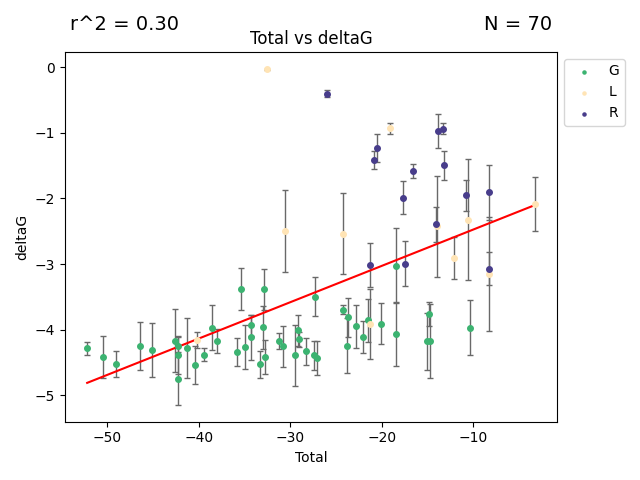 r^2 = 0.30 N = 70
Total vs deltaG
0
−1
−2
−3
−4
−5
deltaG
−50 −40 −30 −20 −10
Total
G
L
R